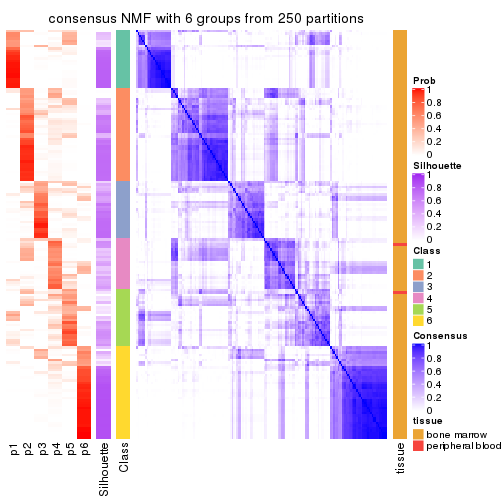 consensus NMF with 6 groups from 250 partitions
Prob
1
0.8
0.6
0.4
0.2
0
Silhouette
1
0.8
0.6
0.4
0.2
0
Class
1
2
3
4
5
6
Consensus
1
0.8
0.6
0.4
0.2
0
tissue
bone marrow
peripheral blood
p1
p2
p3
p4
p5
p6
Silhouette
Class
tissue